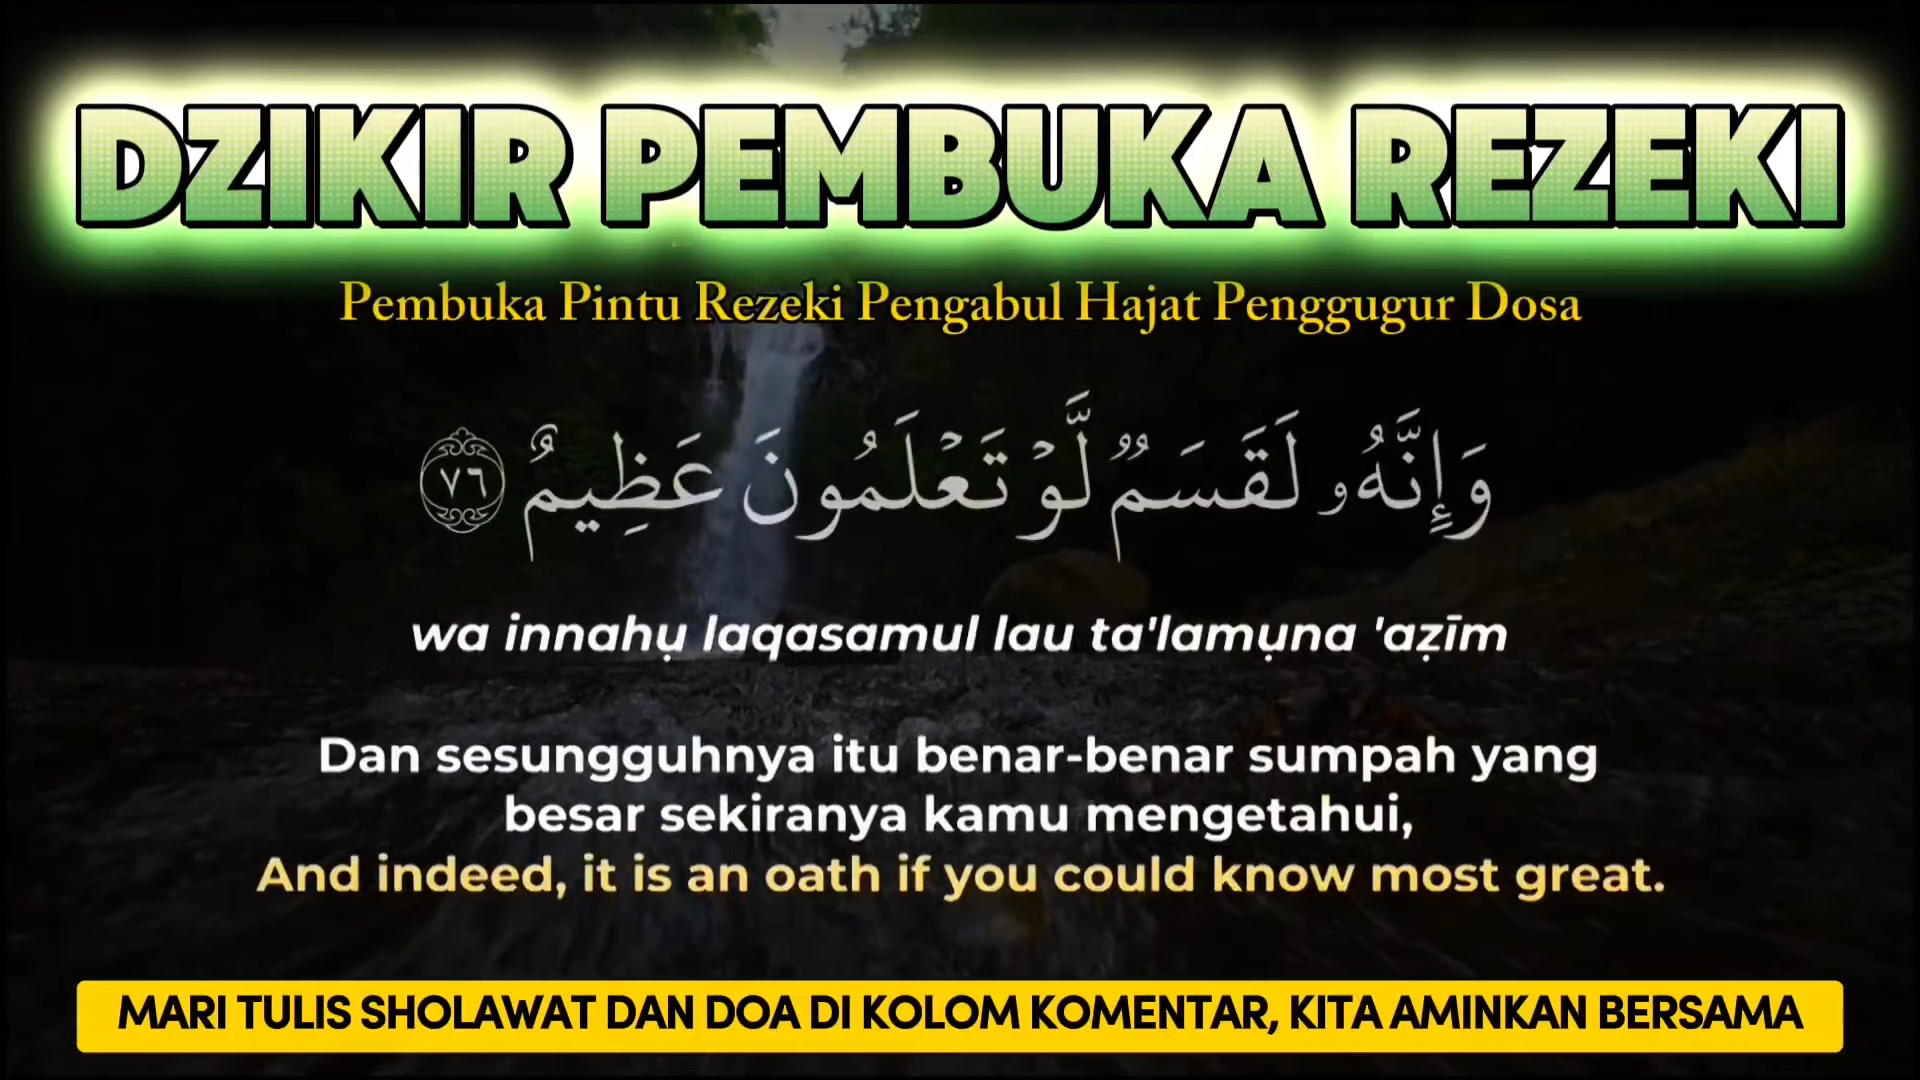 DZIKIR PEMBUKA REZEKI
Pembuka Pintu Rezeki Pengabul Hajat Penggugur Dosa
وَإِنَّهُۥ لَقَسَمٌ لَّوْ تَعْلَمُونَ عَظِيمٌ ٧٦
wa innahụ laqasamul lau ta'lamụna 'aẓīm
Dan sesungguhnya itu benar-benar sumpah yang
besar sekiranya kamu mengetahui,
And indeed, it is an oath if you could know most great.
MARI TULIS SHOLAWAT DAN DOA DI KOLOM KOMENTAR, KITA AMINKAN BERSAMA